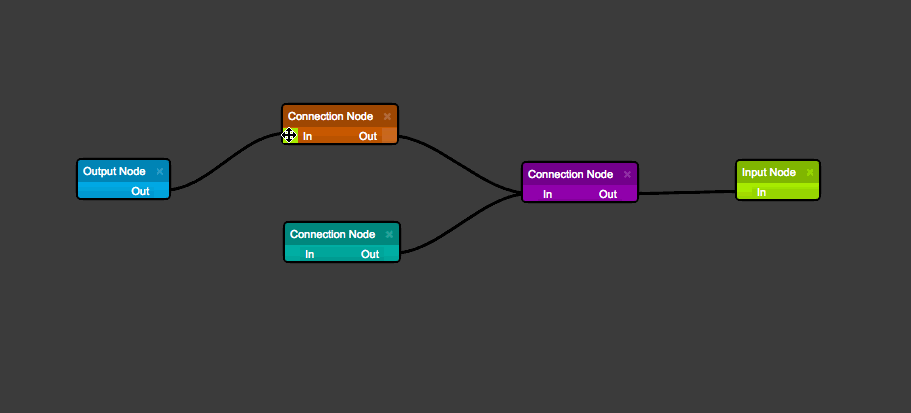 Connection Node
In Out
Output Node
Out
Connection Node
In Out
Input Node
In
Connection Node
In Out